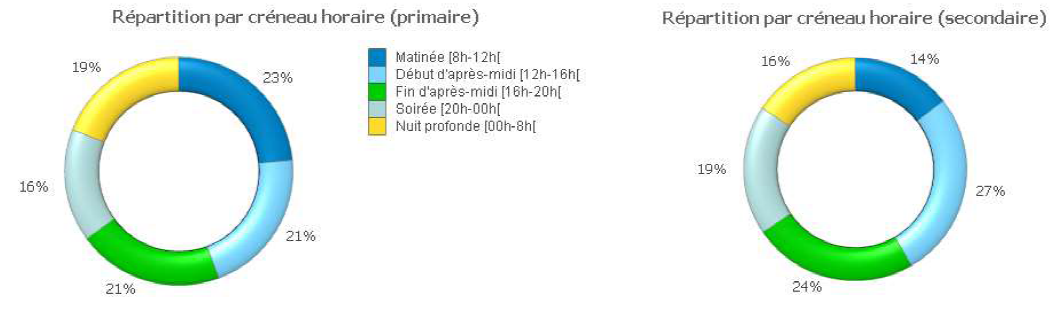 Répartition par créneau horaire (primaire)
19%
23%
16%
21%
21%
Matinée [8h-12h[
Début d'après-midi [12h-16h[
Fin d'après-midi [16h-20h[
Soirée [20h-00h[
Nuit profonde [00h-8h[
Répartition par créneau horaire (secondaire)
16%
14%
19%
27%
24%